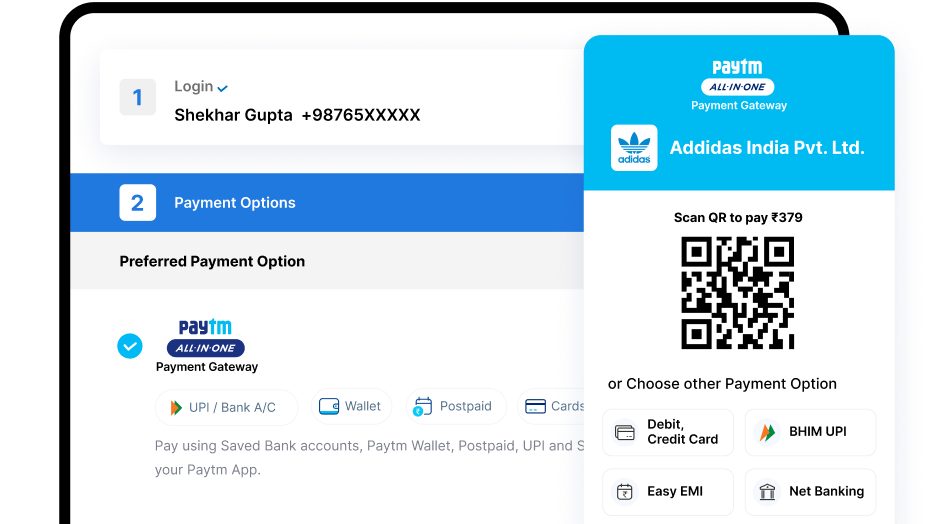 1
Login
Shekhar Gupta +98765XXXXX
2
Payment Options
Preferred Payment Option
paytm
ALL-IN-ONE
Payment Gateway
UPI / Bank A/C
Wallet
Postpaid
Cards
Pay using Saved Bank accounts, Paytm Wallet, Postpaid, UPI and S
your Paytm App.
paytm
ALL-IN-ONE
Payment Gateway
adidas
Addidas India Pvt. Ltd.
Scan QR to pay ₹379
or Choose other Payment Option
Debit,
Credit Card
BHIM UPI
Easy EMI
Net Banking